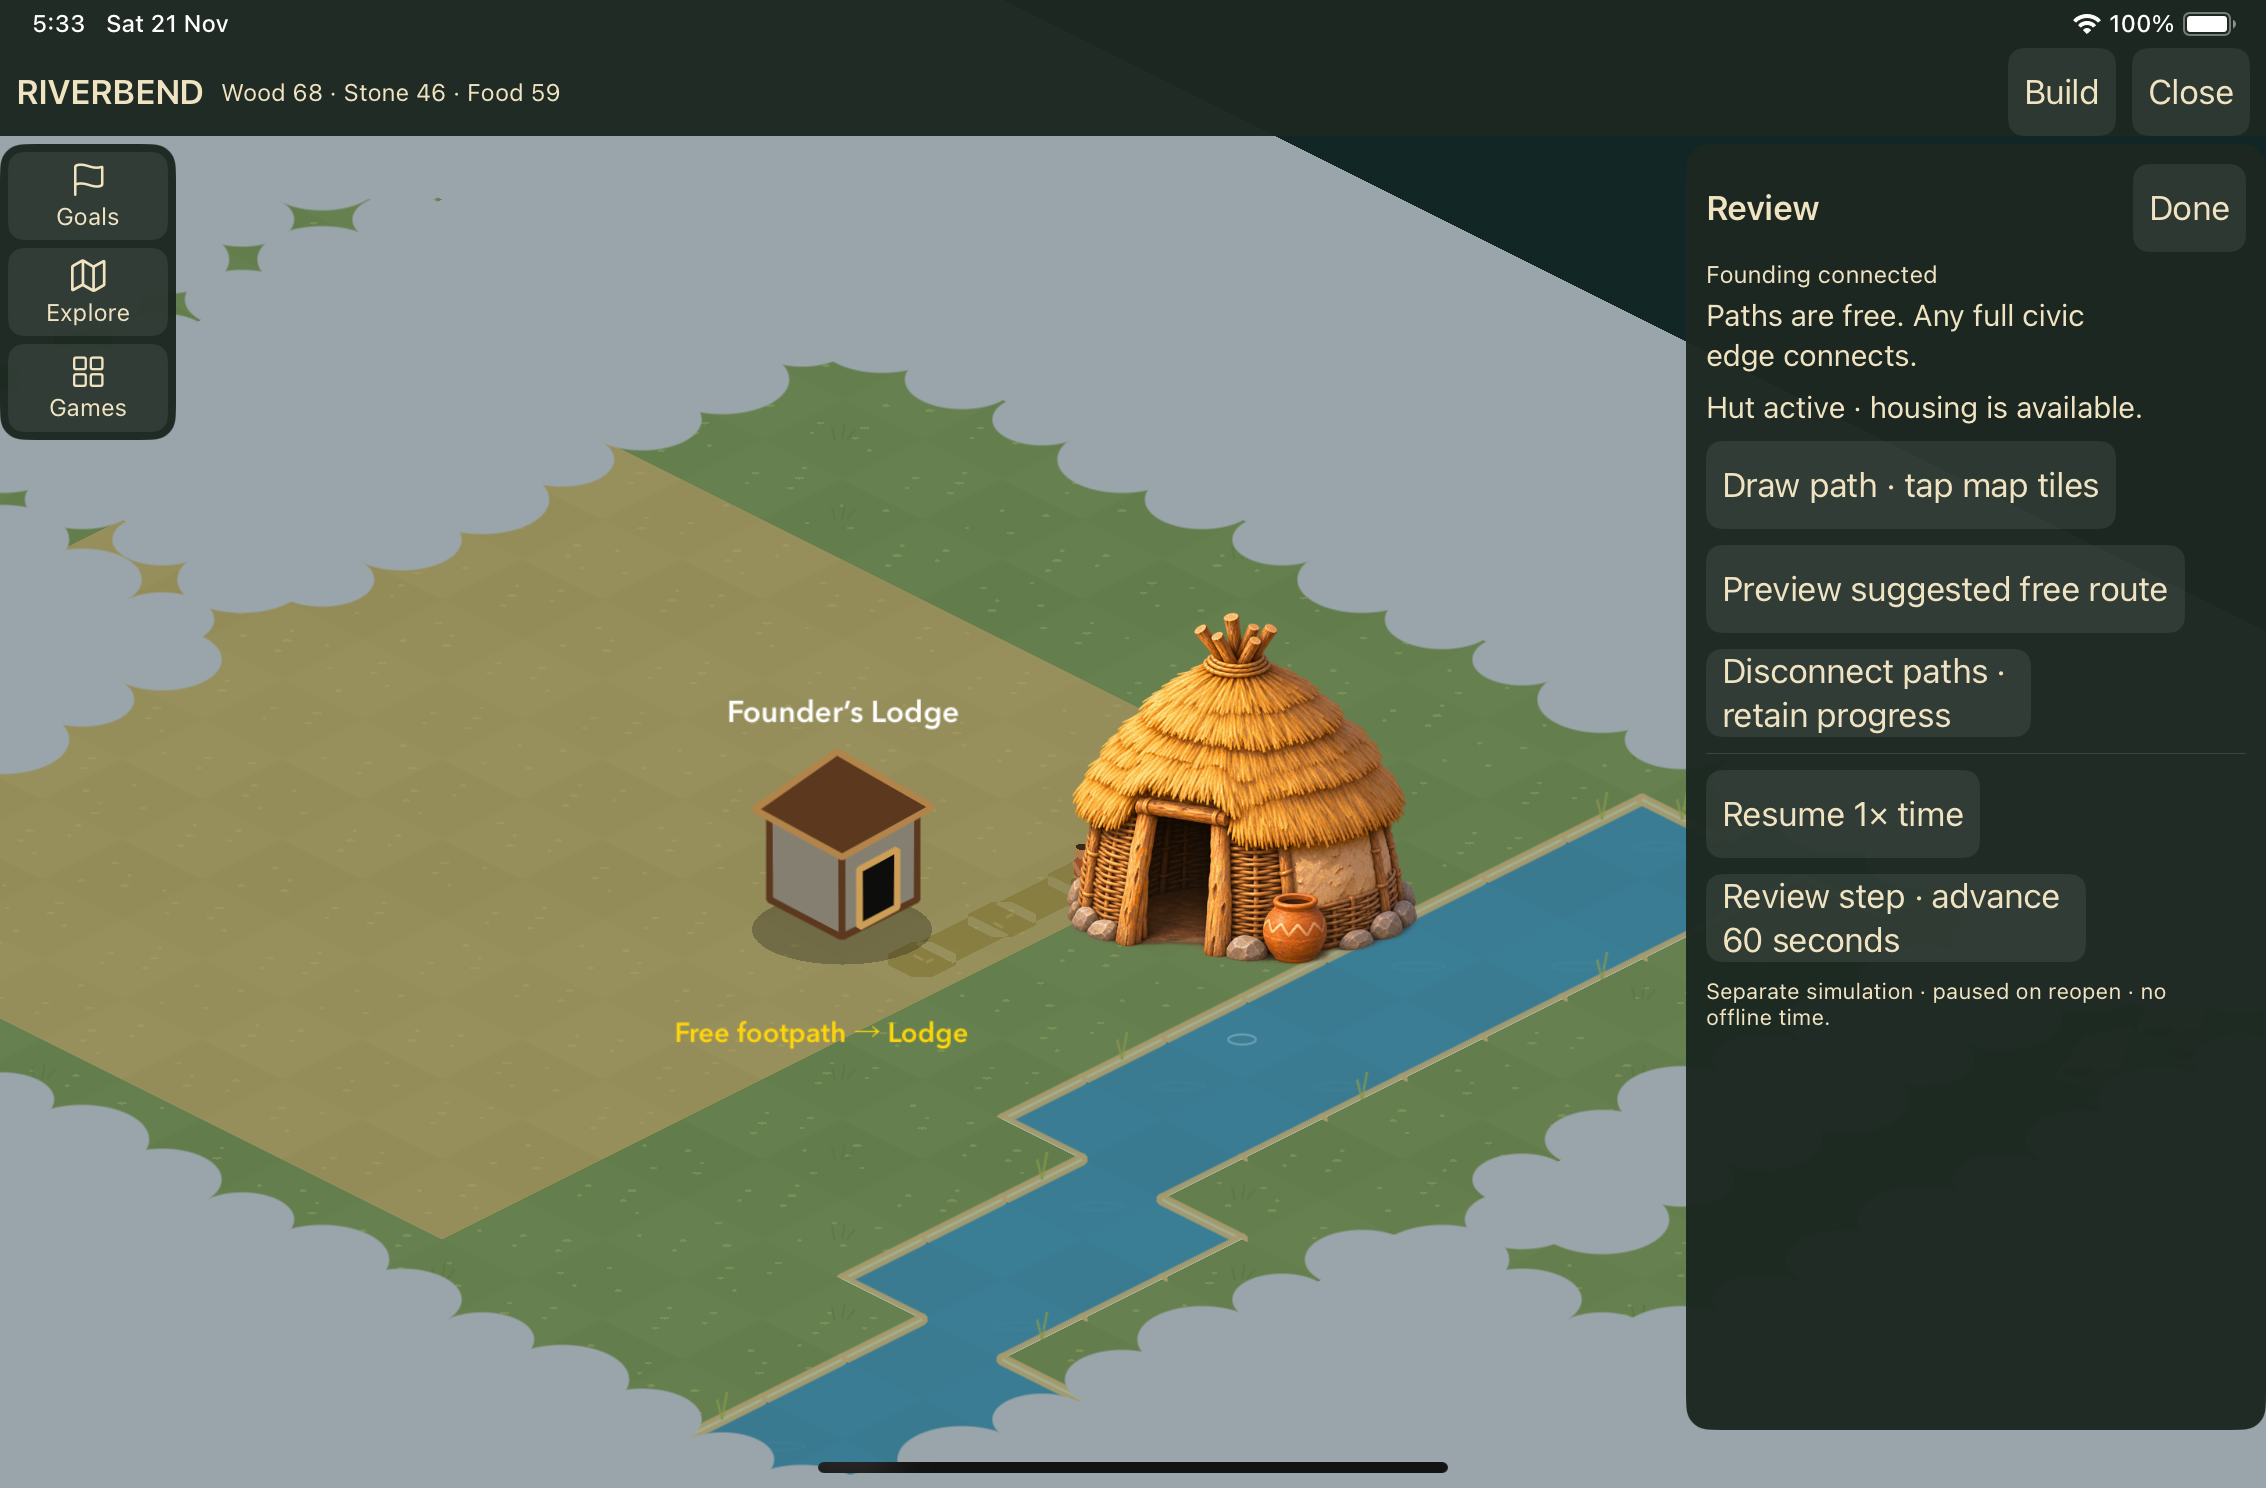 5:33 Sat 21 Nov
100%
RIVERBEND Wood 68 · Stone 46 · Food 59
Build
Close
Goals
Explore
Games
Founder's Lodge
Free footpath → Lodge
Review
Done
Founding connected
Paths are free. Any full civic
edge connects.
Hut active · housing is available.
Draw path · tap map tiles
Preview suggested free route
Disconnect paths ·
retain progress
Resume 1× time
Review step · advance
60 seconds
Separate simulation · paused on reopen · no
offline time.